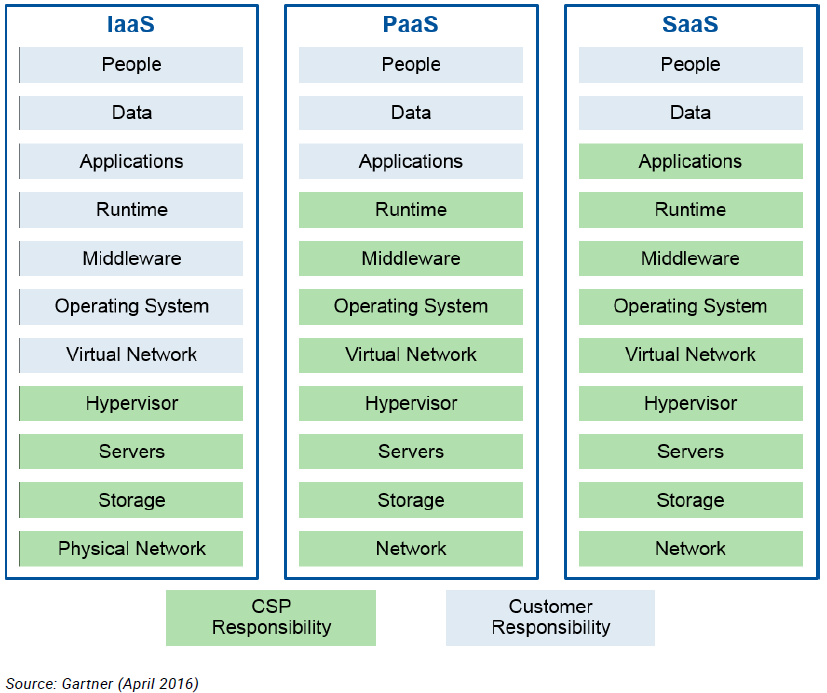 IaaS
People
Data
Applications
Runtime
Middleware
Operating System
Virtual Network
Hypervisor
Servers
Storage
Physical Network
PaaS
People
Data
Applications
Runtime
Middleware
Operating System
Virtual Network
Hypervisor
Servers
Storage
Network
SaaS
People
Data
Applications
Runtime
Middleware
Operating System
Virtual Network
Hypervisor
Servers
Storage
Network
CSP
Responsibility
Customer
Responsibility
Source: Gartner (April 2016)